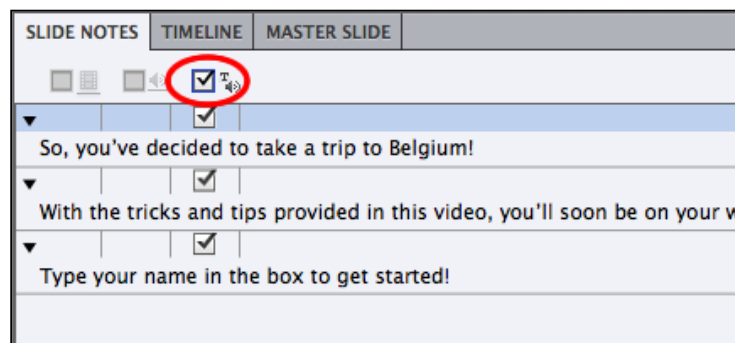 SLIDE NOTES TIMELINE MASTER SLIDE
T
So, you've decided to take a trip to Belgium!
With the tricks and tips provided in this video, you'll soon be on your
Type your name in the box to get started!